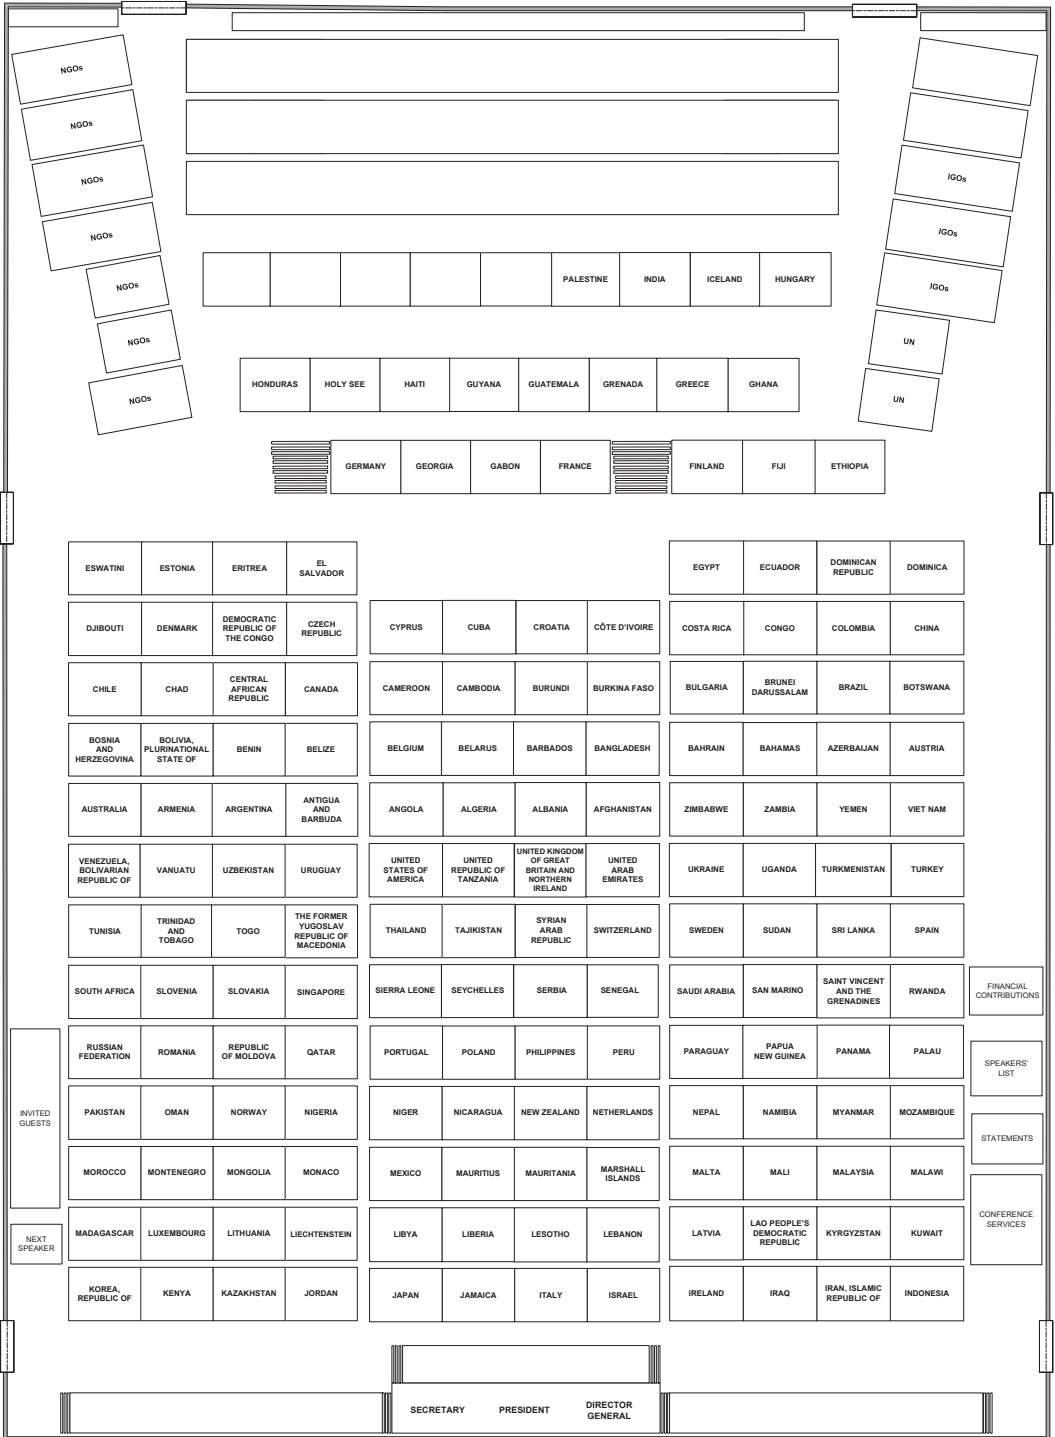 NGOs
NGOs
NGOs
NGOs
NGOs
NGOs
NGOs
IGOs
IGOs
IGOs
UN
UN
PALESTINE
INDIA
ICELAND
HUNGARY
HONDURAS
HOLY SEE
HAITI
GUYANA
GUATEMALA
GRENADA
GREECE
GHANA
GERMANY
GEORGIA
GABON
FRANCE
FINLAND
FIJI
ETHIOPIA
ESWATINI
ESTONIA
ERITREA
EL
SALVADOR
EGYPT
ECUADOR
DOMINICAN
REPUBLIC
DOMINICA
DJIBOUTI
DENMARK
DEMOCRATIC
REPUBLIC OF
THE CONGO
CZECH
REPUBLIC
CYPRUS
CUBA
CROATIA
CÔTE D'IVOIRE
COSTA RICA
CONGO
COLOMBIA
CHINA
CHILE
CHAD
CENTRAL
AFRICAN
REPUBLIC
CANADA
CAMEROON
CAMBODIA
BURUNDI
BURKINA FASO
BULGARIA
BRUNEI
DARUSSALAM
BRAZIL
BOTSWANA
BOSNIA
AND
HERZEGOVINA
BOLIVIA,
PLURINATIONAL
STATE OF
BENIN
BELIZE
BELGIUM
BELARUS
BARBADOS
BANGLADESH
BAHRAIN
BAHAMAS
AZERBAIJAN
AUSTRIA
AUSTRALIA
ARMENIA
ARGENTINA
ANTIGUA
AND
BARBUDA
ANGOLA
ALGERIA
ALBANIA
AFGHANISTAN
ZIMBABWE
ZAMBIA
YEMEN
VIET NAM
VENEZUELA,
BOLIVARIAN
REPUBLIC OF
VANUATU
UZBEKISTAN
URUGUAY
UNITED
STATES OF
AMERICA
UNITED
REPUBLIC OF
TANZANIA
UNITED KINGDOM
OF GREAT
BRITAIN AND
NORTHERN
IRELAND
UNITED
ARAB
EMIRATES
UKRAINE
UGANDA
TURKMENISTAN
TURKEY
TUNISIA
TRINIDAD
AND
TOBAGO
TOGO
THE FORMER
YUGOSLAV
REPUBLIC OF
MACEDONIA
THAILAND
TAJIKISTAN
SYRIAN
ARAB
REPUBLIC
SWITZERLAND
SWEDEN
SUDAN
SRI LANKA
SPAIN
SOUTH AFRICA
SLOVENIA
SLOVAKIA
SINGAPORE
SIERRA LEONE
SEYCHELLES
SERBIA
SENEGAL
SAUDI ARABIA
SAN MARINO
SAINT VINCENT
AND THE
GRENADINES
RWANDA
FINANCIAL
CONTRIBUTIONS
RUSSIAN
FEDERATION
ROMANIA
REPUBLIC
OF MOLDOVA
QATAR
PORTUGAL
POLAND
PHILIPPINES
PERU
PARAGUAY
PAPUA
NEW GUINEA
PANAMA
PALAU
SPEAKERS'
LIST
INVITED
GUESTS
PAKISTAN
OMAN
NORWAY
NIGERIA
NIGER
NICARAGUA
NEW ZEALAND
NETHERLANDS
NEPAL
NAMIBIA
MYANMAR
MOZAMBIQUE
STATEMENTS
MOROCCO
MONTENEGRO
MONGOLIA
MONACO
MEXICO
MAURITIUS
MAURITANIA
MARSHALL
ISLANDS
MALTA
MALI
MALAYSIA
MALAWI
CONFERENCE
SERVICES
NEXT
SPEAKER
MADAGASCAR
LUXEMBOURG
LITHUANIA
LIECHTENSTEIN
LIBYA
LIBERIA
LESOTHO
LEBANON
LATVIA
LAO PEOPLE'S
DEMOCRATIC
REPUBLIC
KYRGYZSTAN
KUWAIT
KOREA,
REPUBLIC OF
KENYA
KAZAKHSTAN
JORDAN
JAPAN
JAMAICA
ITALY
ISRAEL
IRELAND
IRAQ
IRAN, ISLAMIC
REPUBLIC OF
INDONESIA
SECRETARY
PRESIDENT
DIRECTOR
GENERAL